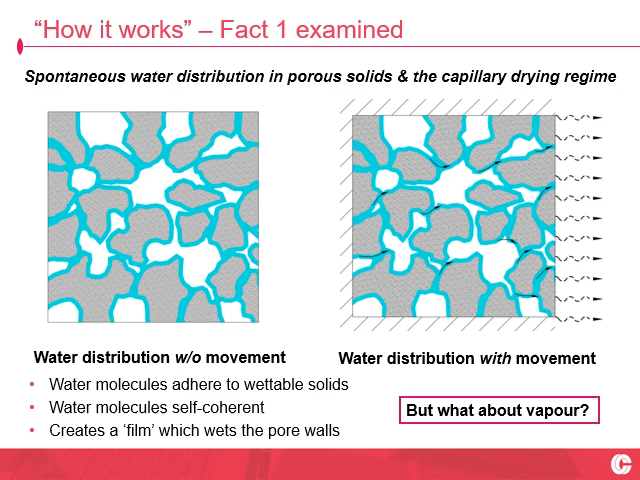 “How it works” – Fact 1 examined
Spontaneous water distribution in porous solids & the capillary drying regime
Water distribution w/o movement
Water distribution with movement
• Water molecules adhere to wettable solids
• Water molecules self-coherent
• Creates a ‘film’ which wets the pore walls
But what about vapour?